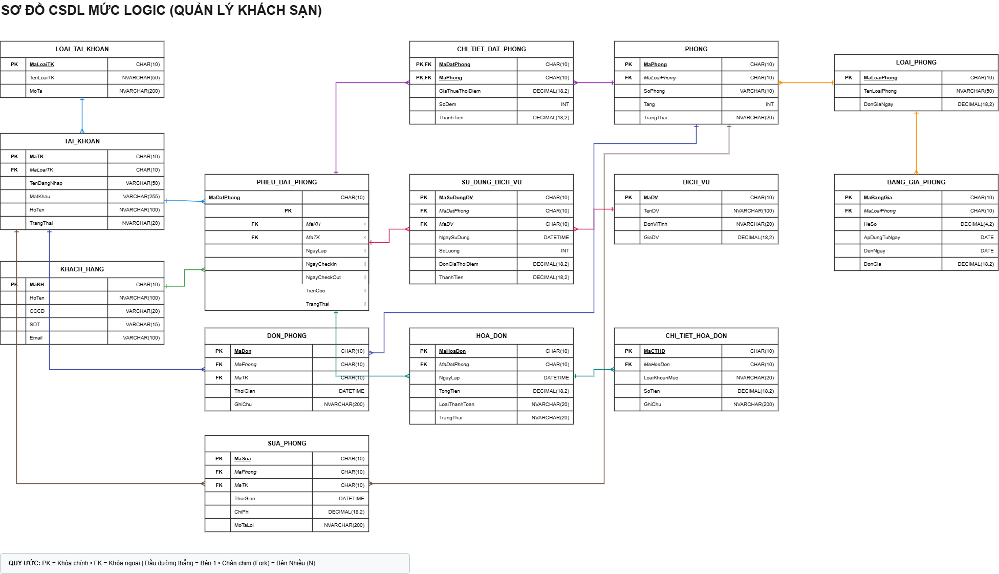 SƠ ĐỒ CSDL MỨC LOGIC (QUẢN LÝ KHÁCH SẠN)
LOAI_TAI_KHOAN
PK MaLoaiTK CHAR(10)
TenLoaiTK NVARCHAR(50)
MoTa NVARCHAR(200)
TAI_KHOAN
PK MaTK CHAR(10)
FK MaLoaiTK CHAR(10)
TenDangNhap VARCHAR(50)
MatKhau VARCHAR(255)
HoTen NVARCHAR(100)
TrangThai NVARCHAR(20)
KHACH_HANG
PK MaKH CHAR(10)
HoTen NVARCHAR(100)
CCCD VARCHAR(20)
SDT VARCHAR(15)
Email VARCHAR(100)
PHIEU_DAT_PHONG
MaDatPhong CHAR(10)
PK
FK MaKH
FK MaTK
NgayLap
NgayCheckIn
NgayCheckOut
TienCoc
TrangThai
DON_PHONG
PK MaDon CHAR(10)
FK MaPhong CHAR(10)
FK MaTK CHAR(10)
ThoiGian DATETIME
GhiChu NVARCHAR(200)
SUA_PHONG
PK MaSua CHAR(10)
FK MaPhong CHAR(10)
FK MaTK CHAR(10)
ThoiGian DATETIME
ChiPhi DECIMAL(18,2)
MoTaLoi NVARCHAR(200)
CHI_TIET_DAT_PHONG
PK,FK MaDatPhong CHAR(10)
PK,FK MaPhong CHAR(10)
GiaThueThoiDiem DECIMAL(18,2)
SoDem INT
ThanhTien DECIMAL(18,2)
SU_DUNG_DICH_VU
PK MaSuDungDV CHAR(10)
FK MaDatPhong CHAR(10)
FK MaDV CHAR(10)
NgaySuDung DATETIME
SoLuong INT
DonGiaThoiDiem DECIMAL(18,2)
ThanhTien DECIMAL(18,2)
HOA_DON
PK MaHoaDon CHAR(10)
FK MaDatPhong CHAR(10)
NgayLap DATETIME
TongTien DECIMAL(18,2)
LoaiThanhToan NVARCHAR(20)
TrangThai NVARCHAR(20)
PHONG
PK MaPhong CHAR(10)
FK MaLoaiPhong CHAR(10)
SoPhong VARCHAR(10)
Tang INT
TrangThai NVARCHAR(20)
DICH_VU
PK MaDV CHAR(10)
TenDV NVARCHAR(100)
DonViTinh NVARCHAR(20)
GiaDV DECIMAL(18,2)
CHI_TIET_HOA_DON
PK MaCTHD CHAR(10)
FK MaHoaDon CHAR(10)
LoaiKhoanMuc NVARCHAR(20)
SoTien DECIMAL(18,2)
GhiChu NVARCHAR(200)
LOAI_PHONG
PK MaLoaiPhong CHAR(10)
TenLoaiPhong NVARCHAR(50)
DonGiaNgay DECIMAL(18,2)
BANG_GIA_PHONG
PK MaBangGia CHAR(10)
FK MaLoaiPhong CHAR(10)
HeSo DECIMAL(4,2)
ApDungTuNgay DATE
DenNgay DATE
DonGia DECIMAL(18,2)
QUY ƯỚC: PK = Khóa chính • FK = Khóa ngoại | Đầu đường thẳng = Bên 1 • Chân chim (Fork) = Bên Nhiều (N)